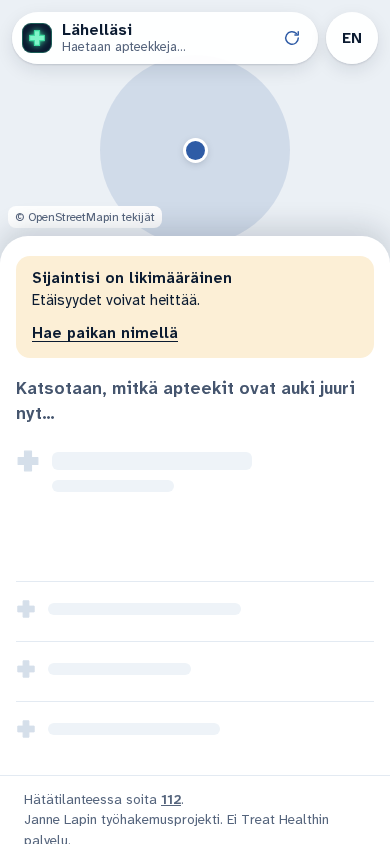 Lähelläsi
Haetaan apteekkeja…
EN
© OpenStreetMapin tekijät
Sijaintisi on likimääräinen
Etäisyydet voivat heittää.
Hae paikan nimellä
Katsotaan, mitkä apteekit ovat auki juuri
nyt…
Hätätilanteessa soita 112.
Janne Lapin työhakemusprojekti. Ei Treat Healthin
palvelu.